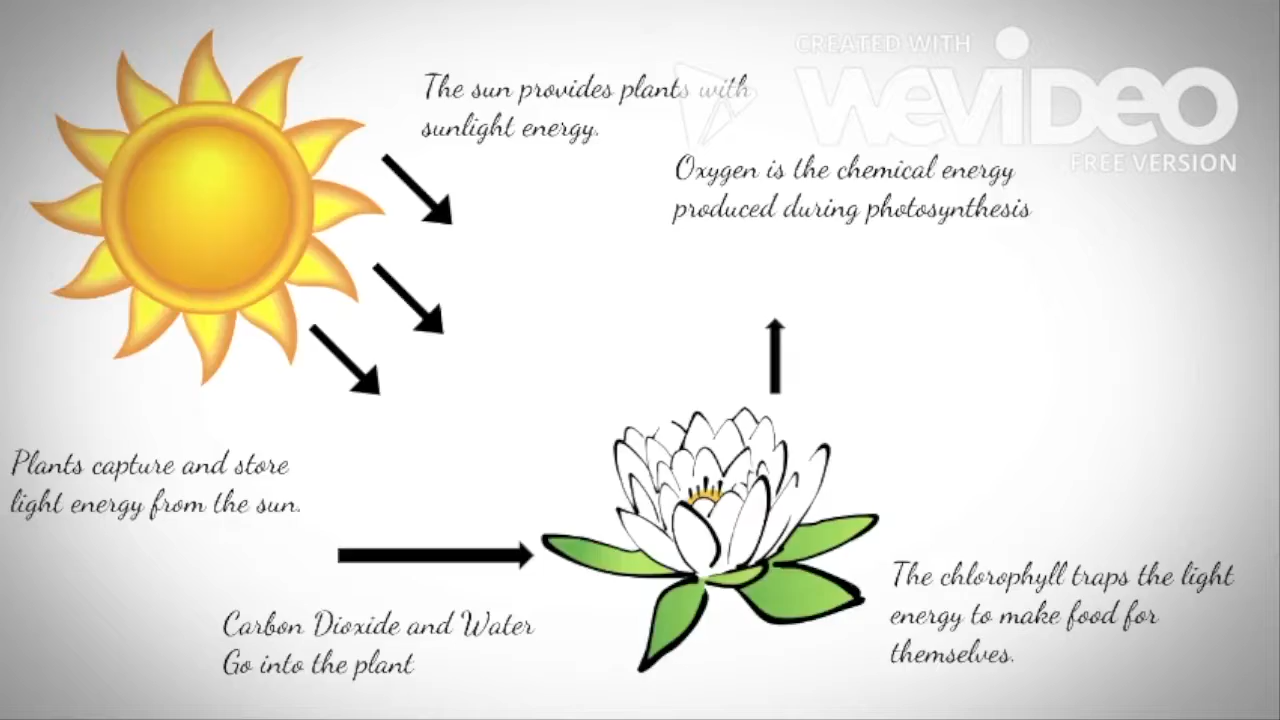 The sun provides plants with
sunlight energy.
CREATED WITH
WEVIDEO
FREE VERSION
Oxygen is the chemical energy
produced during photosynthesis
Plants capture and store
light energy from the sun.
Carbon Dioxide and Water
Go into the plant
The chlorophyll traps the light
energy to make food for
themselves.